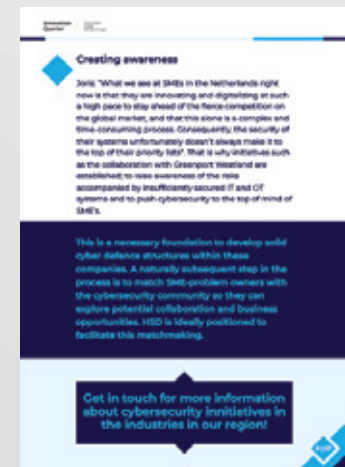 Innovation
Quarter
Creating awareness
Joris: "What we see at SMEs in the Netherlands right
now is that they are innovating and digitalizing at such
a high pace to stay ahead of the fierce competition on
the global market, and that this alone is a complex and
time-consuming process. Consequently, the security of
their systems unfortunately doesn't always make it to
the top of their priority lists". That is why initiatives such
as the collaboration with Greenport Westland are
established; to raise awareness of the risks
accompanied by insufficiently secured IT and OT
systems and to push cybersecurity to the top of mind of
SME's.
This is a necessary foundation to develop solid
cyber defence structures within these
companies. A naturally subsequent step in the
process is to match SME-problem owners with
the cybersecurity community so they can
explore potential collaboration and business
opportunities. HSD is ideally positioned to
facilitate this matchmaking.
Get in touch for more information
about cybersecurity innitiatives in
the industries in our region!